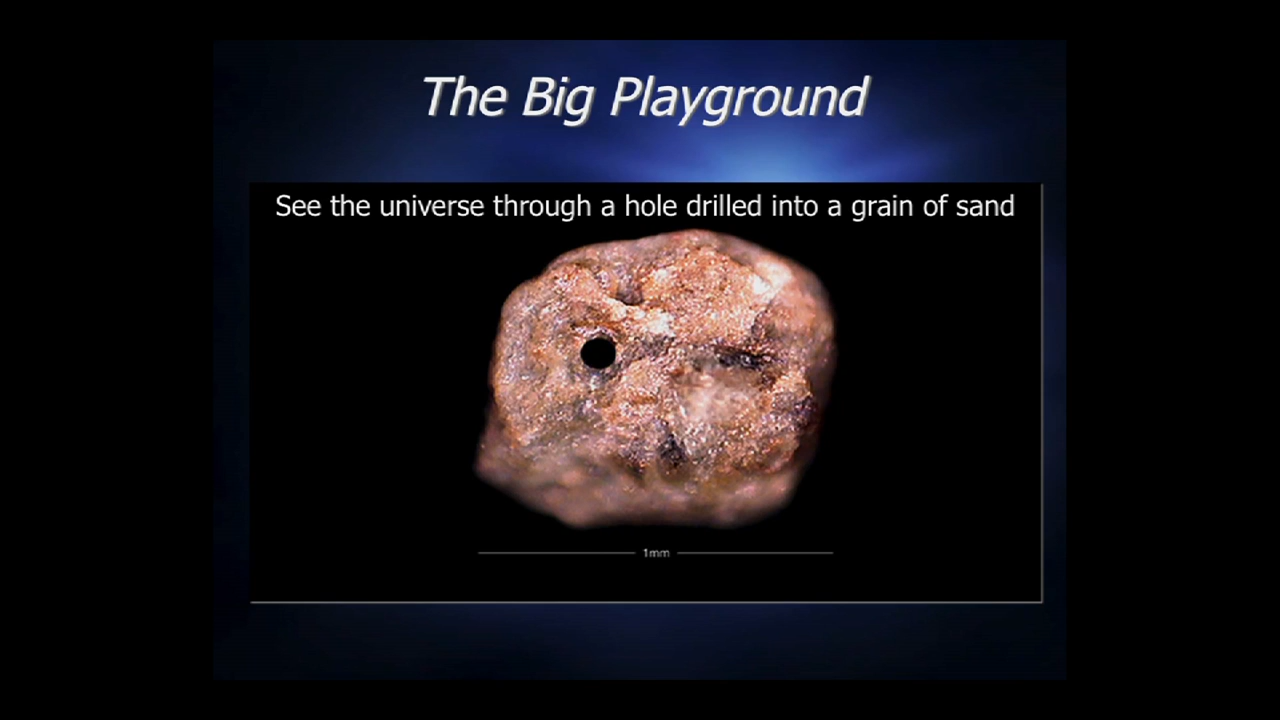 The Big Playground
See the universe through a hole drilled into a grain of sand
1mm